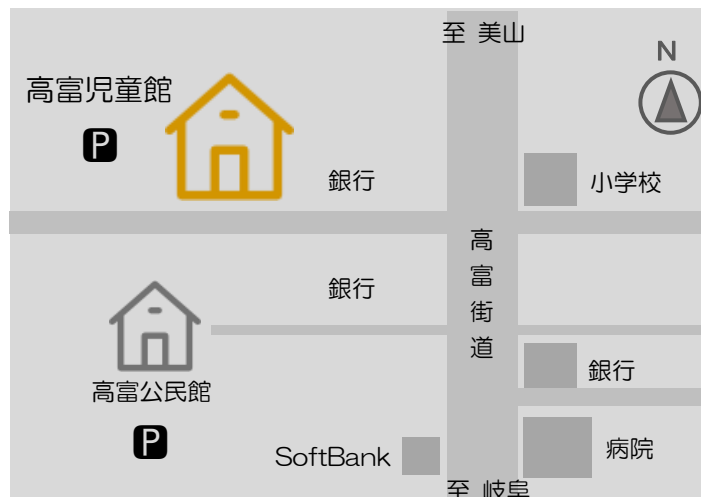 至 美山
N
高富児童館
P
銀行
小学校
高富街道
銀行
銀行
高富公民館
P
SoftBank
病院
至 岐阜